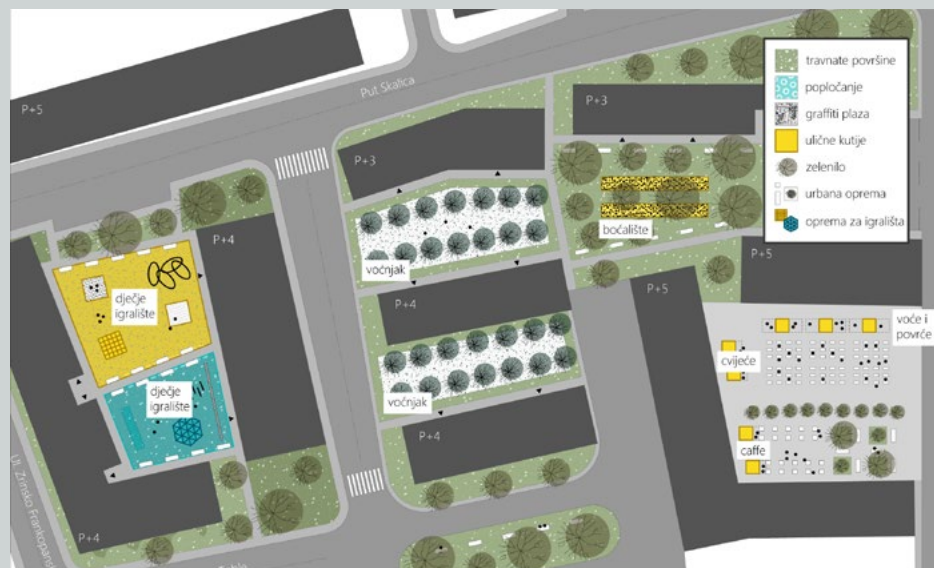 Put Skalica
P+5
P+3
P+3
travnate površine
popločanje
graffiti plaza
ulične kutije
zelenilo
urbana oprema
oprema za igrališta
P+4
voćnjak
boćalište
P+5
dječje
igralište
P+4
P+5
voće i
povrće
cvijeće
dječje
igralište
voćnjak
P+4
caffe
Ul. Zrinsko Frankopans
P+4